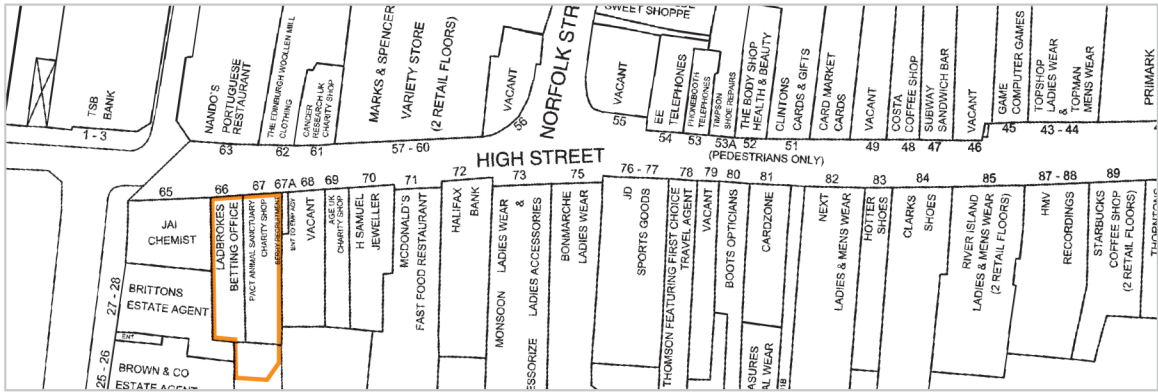 TSB
BANK
1 - 3
NANDO'S
PORTUGUESE
RESTAURANT
63
THE EDINBURGH WOOLLEN MILL
CLOTHING
62
CANCER
RESEARCH UK
CHARITY SHOP
61
MARKS & SPENCER
VARIETY STORE
(2 RETAIL FLOORS)
57 - 60
VACANT
56
NORFOLK STR
SWEET SHOPPE
VACANT
55
EE
TELEPHONES
54
PHONEBOOTH
TELEPHONES
53
TIMPSON
SHOE REPAIRS
53A
THE BODY SHOP
HEALTH & BEAUTY
52
CLINTONS
CARDS & GIFTS
51
CARD MARKET
CARDS
VACANT
49
COSTA
COFFEE SHOP
48
SUBWAY
SANDWICH BAR
47
VACANT
46
GAME
COMPUTER GAMES
45
TOPSHOP
LADIES WEAR
&
TOPMAN
MENS WEAR
43 - 44
PRIMARK
HIGH STREET
(PEDESTRIANS ONLY)
65
JAI
CHEMIST
66
LADBROKES
BETTING OFFICE
67
PACT ANIMAL SANCTUARY
CHARITY SHOP
67A
68
VACANT
69
AGE UK
CHARITY SHOP
70
H SAMUEL
JEWELLER
71
MCDONALD'S
FAST FOOD RESTAURANT
72
HALIFAX
BANK
73
MONSOON LADIES WEAR
&
ESSORIZE LADIES ACCESSORIES
75
BONMARCHE
LADIES WEAR
76 - 77
JD
SPORTS GOODS
78
THOMSON FEATURING FIRST CHOICE
TRAVEL AGENT
79
VACANT
80
BOOTS OPTICIANS
81
CARDZONE
ASURES
AL WEAR
82
NEXT
LADIES & MENS WEAR
83
HOTTER
SHOES
84
CLARKS
SHOES
85
RIVER ISLAND
LADIES & MENS WEAR
(2 RETAIL FLOORS)
87 - 88
HMV
RECORDINGS
89
STARBUCKS
COFFEE SHOP
(2 RETAIL FLOORS)
THORNTON
27 - 28
BRITTONS
ESTATE AGENT
ENT
25 - 26
BROWN & CO
ESTATE AGENT